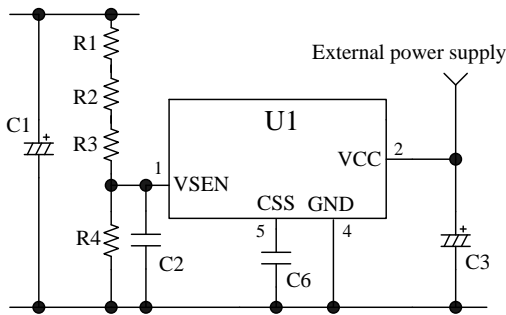 R1
External power supply
R2
U1
C1
+
R3
1
VSEN
VCC
2
CSS
GND
R4
5
4
+
C2
C6
C3